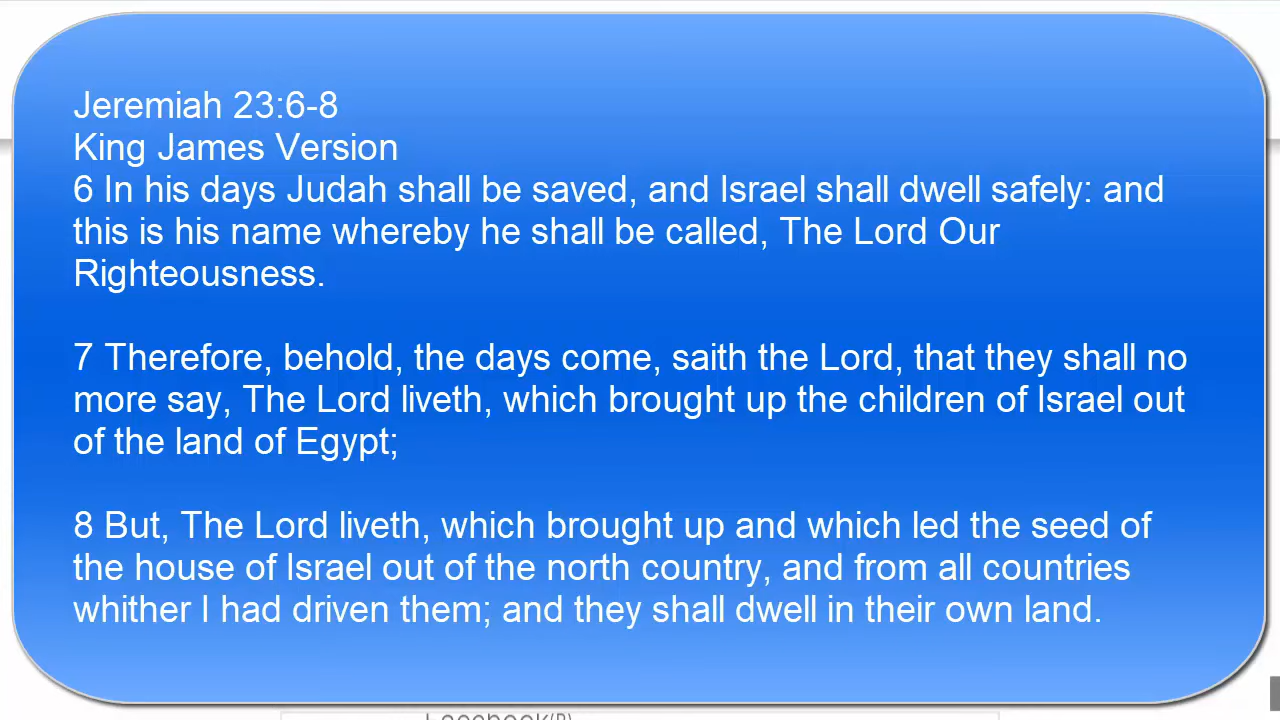 Jeremiah 23:6-8
King James Version
6 In his days Judah shall be saved, and Israel shall dwell safely: and
this is his name whereby he shall be called, The Lord Our
Righteousness.
7 Therefore, behold, the days come, saith the Lord, that they shall no
more say, The Lord liveth, which brought up the children of Israel out
of the land of Egypt;
8 But, The Lord liveth, which brought up and which led the seed of
the house of Israel out of the north country, and from all countries
whither I had driven them; and they shall dwell in their own land.